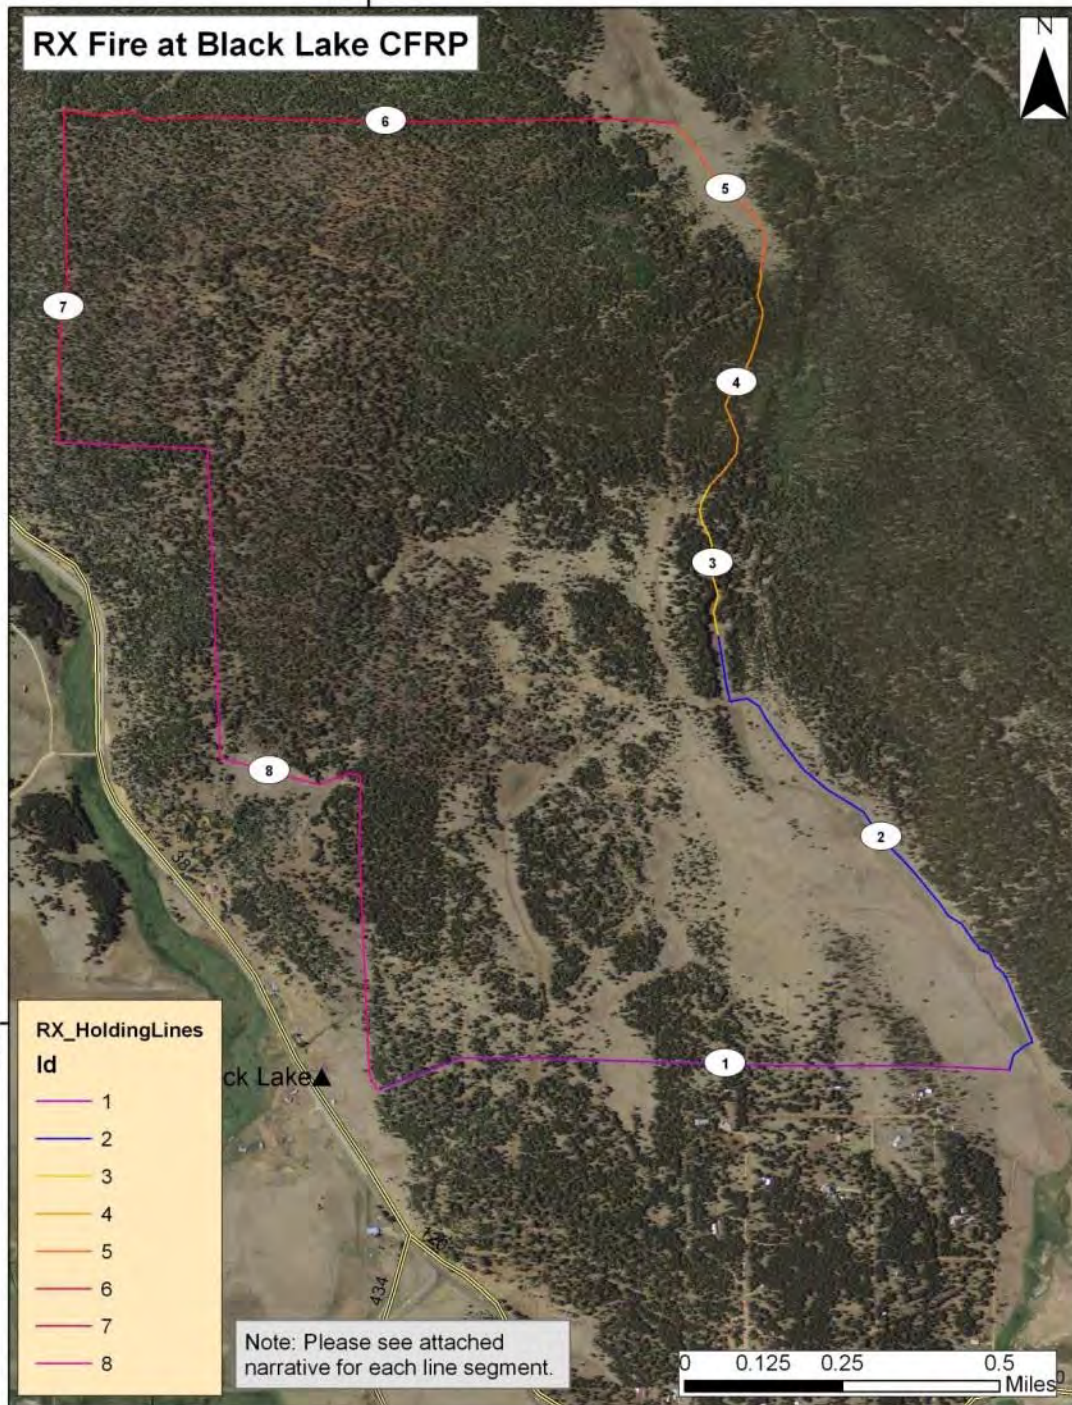 RX Fire at Black Lake CFRP
N
6
5
7
4
3
8
2
38
1
ck Lake
434
RX_HoldingLines
Id
1
2
3
4
5
6
7
8
Note: Please see attached
narrative for each line segment.
0 0.125 0.25 0.5
Miles